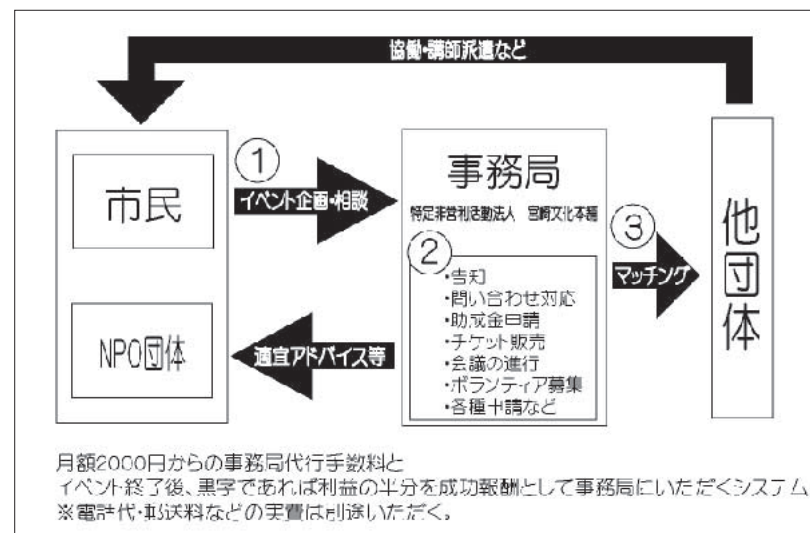 協働・講師派遣など
市民
NPO団体
①
イベント企画・相談
適宜アドバイス等
事務局
特定非営利活動法人 宮崎文化本舗
②
・告知
・問い合わせ対応
・助成金申請
・チケット販売
・会議の進行
・ボランティア募集
・各種申請など
③
マッチング
他団体
月額2000円からの事務局代行手数料と
イベント終了後、黒字であれば利益の半分を成功報酬として事務局にいただくシステム
※電話代・郵送料などの実費は別途いただく。